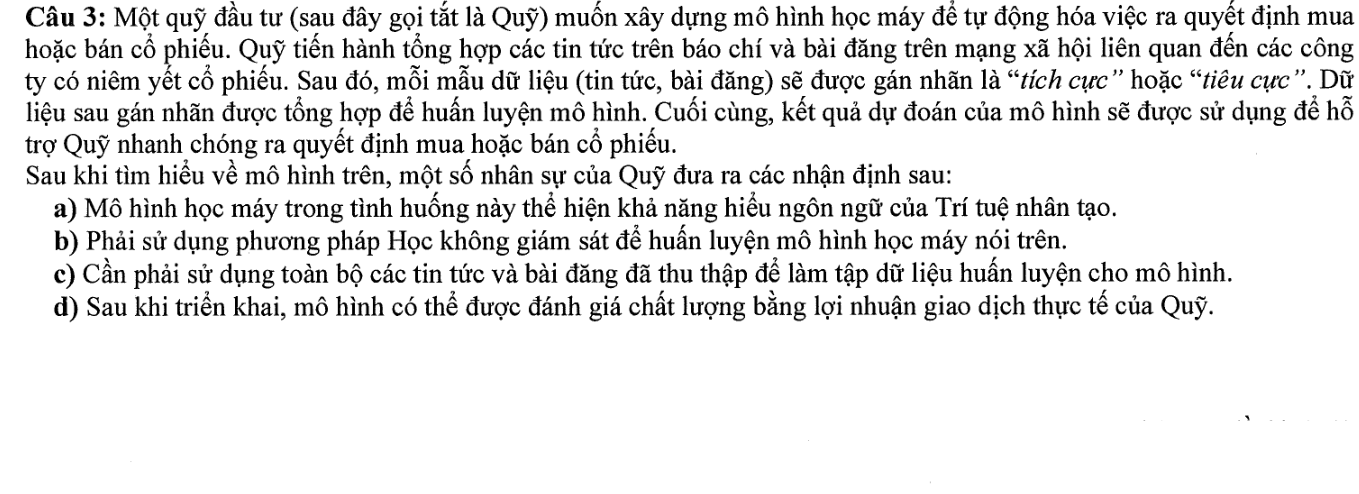 Câu 3: Một quỹ đầu tư (sau đây gọi tắt là Quỹ) muốn xây dựng mô hình học máy để tự động hóa việc ra quyết định mua
hoặc bán cổ phiếu. Quỹ tiến hành tổng hợp các tin tức trên báo chí và bài đăng trên mạng xã hội liên quan đến các công
ty có niêm yết cổ phiếu. Sau đó, mỗi mẫu dữ liệu (tin tức, bài đăng) sẽ được gán nhãn là “tích cực” hoặc “tiêu cực”. Dữ
liệu sau gán nhãn được tổng hợp để huấn luyện mô hình. Cuối cùng, kết quả dự đoán của mô hình sẽ được sử dụng để hỗ
trợ Quỹ nhanh chóng ra quyết định mua hoặc bán cổ phiếu.
Sau khi tìm hiểu về mô hình trên, một số nhân sự của Quỹ đưa ra các nhận định sau:
a) Mô hình học máy trong tình huống này thể hiện khả năng hiểu ngôn ngữ của Trí tuệ nhân tạo.
b) Phải sử dụng phương pháp Học không giám sát để huấn luyện mô hình học máy nói trên.
c) Cần phải sử dụng toàn bộ các tin tức và bài đăng đã thu thập để làm tập dữ liệu huấn luyện cho mô hình.
d) Sau khi triển khai, mô hình có thể được đánh giá chất lượng bằng lợi nhuận giao dịch thực tế của Quỹ.